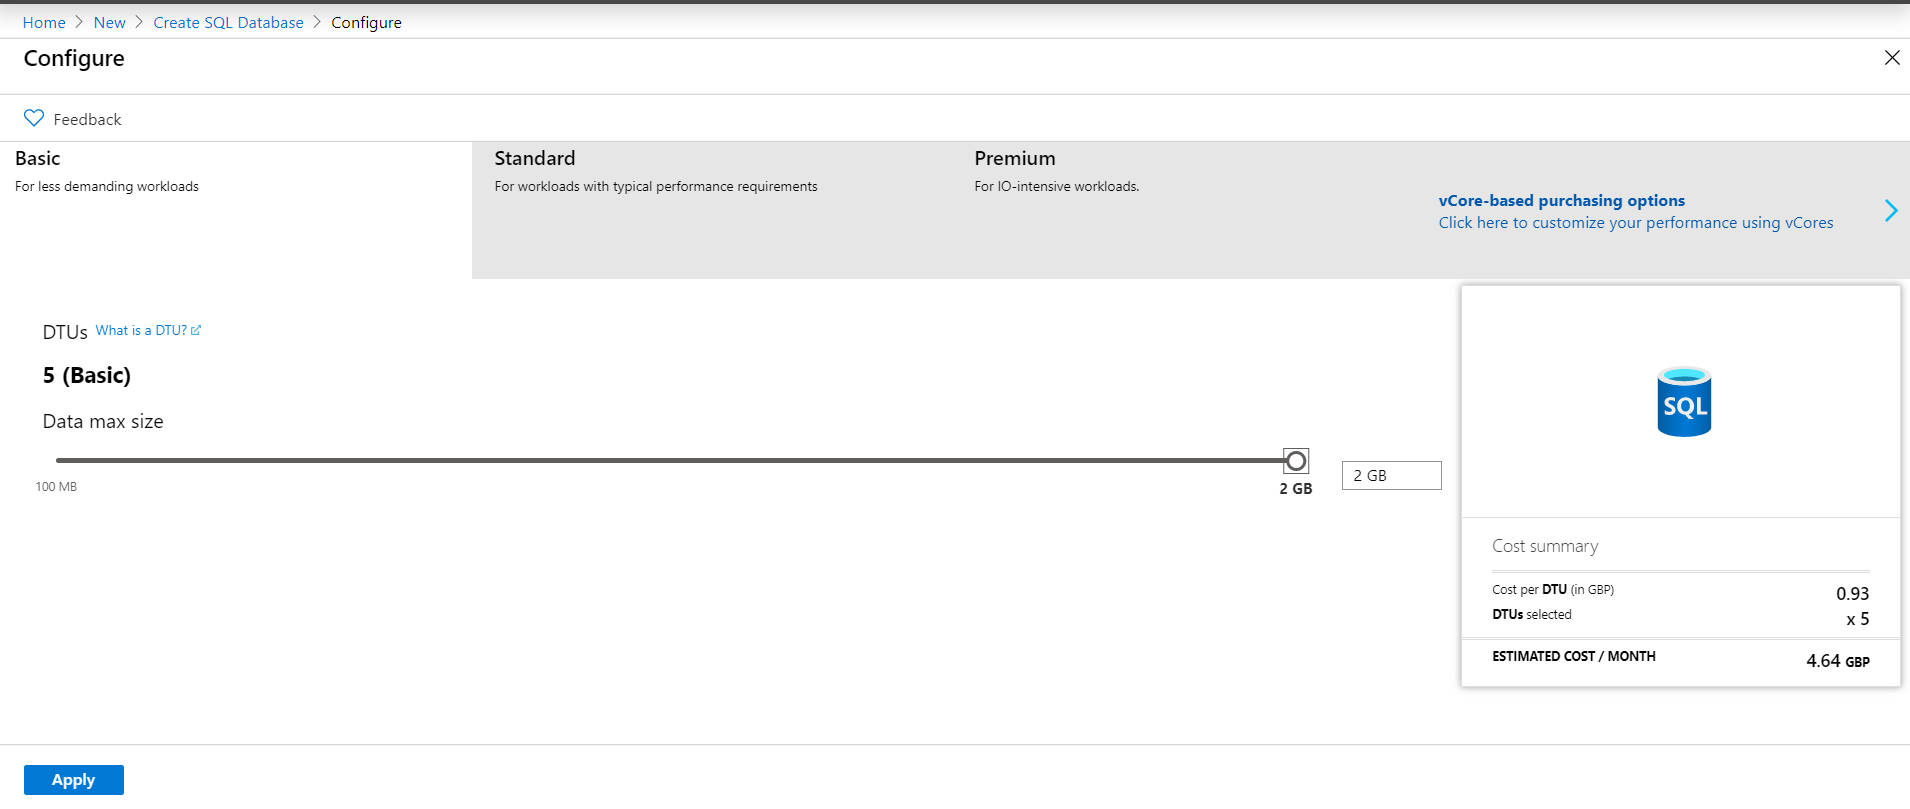 Home > New > Create SQL Database > Configure
Configure
Feedback
Basic
For less demanding workloads
Standard
For workloads with typical performance requirements
Premium
For IO-intensive workloads.
vCore-based purchasing options
Click here to customize your performance using vCores
DTUs What is a DTU?
5 (Basic)
Data max size
100 MB
2 GB
2 GB
SQL
Cost summary
Cost per DTU (in GBP) 0.93
DTUs selected x 5
ESTIMATED COST / MONTH 4.64 GBP
Apply